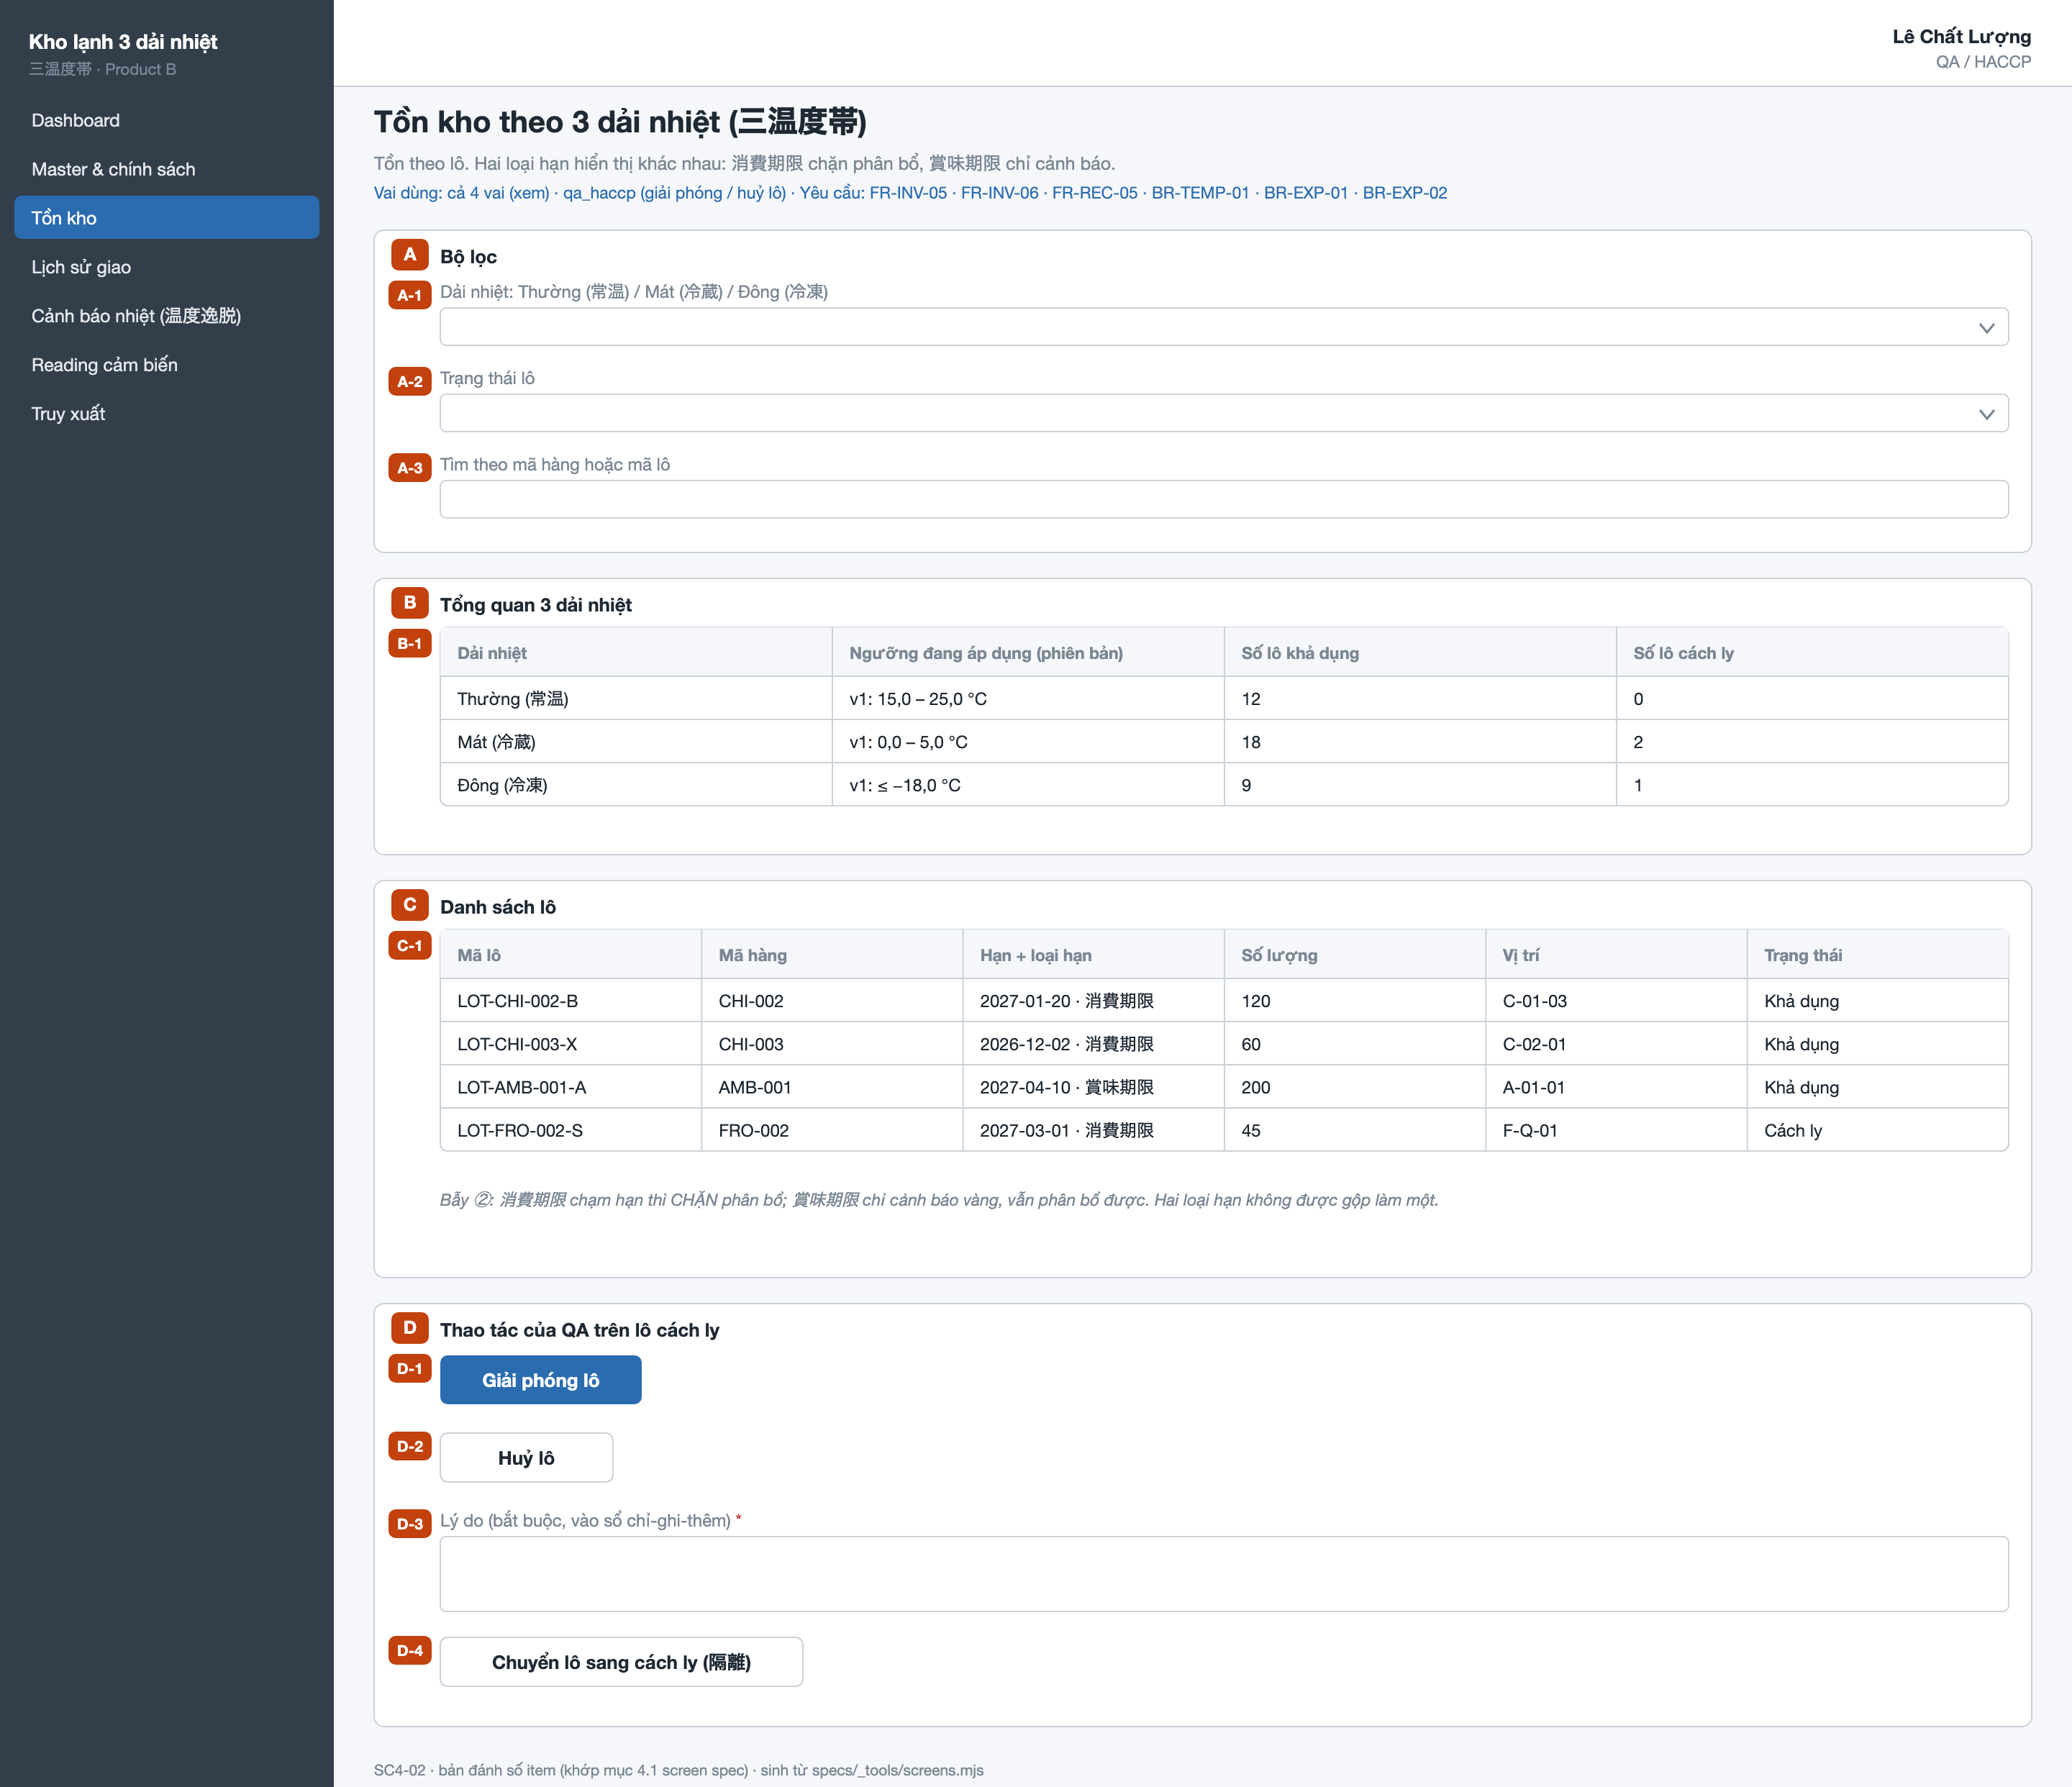 Kho lạnh 3 dải nhiệt
三温度帯 · Product B
Dashboard
Master & chính sách
Tồn kho
Lịch sử giao
Cảnh báo nhiệt (温度逸脱)
Reading cảm biến
Truy xuất
Lê Chất Lượng
QA / HACCP
Tồn kho theo 3 dải nhiệt (三温度帯)
Tồn theo lô. Hai loại hạn hiển thị khác nhau: 消費期限 chặn phân bổ, 賞味期限 chỉ cảnh báo.
Vai dùng: cả 4 vai (xem) · qa_haccp (giải phóng / huỷ lô) · Yêu cầu: FR-INV-05 · FR-INV-06 · FR-REC-05 · BR-TEMP-01 · BR-EXP-01 · BR-EXP-02
A Bộ lọc
A-1 Dải nhiệt: Thường (常温) / Mát (冷蔵) / Đông (冷凍)
A-2 Trạng thái lô
A-3 Tìm theo mã hàng hoặc mã lô
B Tổng quan 3 dải nhiệt
B-1 Dải nhiệt Ngưỡng đang áp dụng (phiên bản) Số lô khả dụng Số lô cách ly
Thường (常温) v1: 15,0 – 25,0 °C 12 0
Mát (冷蔵) v1: 0,0 – 5,0 °C 18 2
Đông (冷凍) v1: ≤ −18,0 °C 9 1
C Danh sách lô
C-1 Mã lô Mã hàng Hạn + loại hạn Số lượng Vị trí Trạng thái
LOT-CHI-002-B CHI-002 2027-01-20 · 消費期限 120 C-01-03 Khả dụng
LOT-CHI-003-X CHI-003 2026-12-02 · 消費期限 60 C-02-01 Khả dụng
LOT-AMB-001-A AMB-001 2027-04-10 · 賞味期限 200 A-01-01 Khả dụng
LOT-FRO-002-S FRO-002 2027-03-01 · 消費期限 45 F-Q-01 Cách ly
Bẫy ②: 消費期限 chạm hạn thì CHẶN phân bổ; 賞味期限 chỉ cảnh báo vàng, vẫn phân bổ được. Hai loại hạn không được gộp làm một.
D Thao tác của QA trên lô cách ly
D-1 Giải phóng lô
D-2 Huỷ lô
D-3 Lý do (bắt buộc, vào sổ chỉ-ghi-thêm) *
D-4 Chuyển lô sang cách ly (隔離)
SC4-02 · bản đánh số item (khớp mục 4.1 screen spec) · sinh từ specs/_tools/screens.mjs